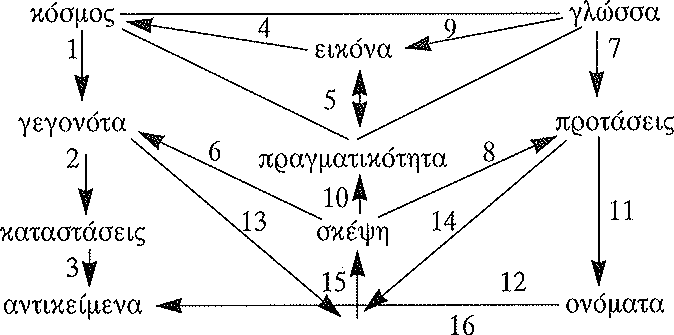 κόσμος γλώσσα
4 9
1 εικόνα 7
5
γεγονότα προτάσεις
6 πραγματικότητα 8
2
10
13 σκέψη 14 11
καταστάσεις
3 15 12
αντικείμενα ονόματα
16